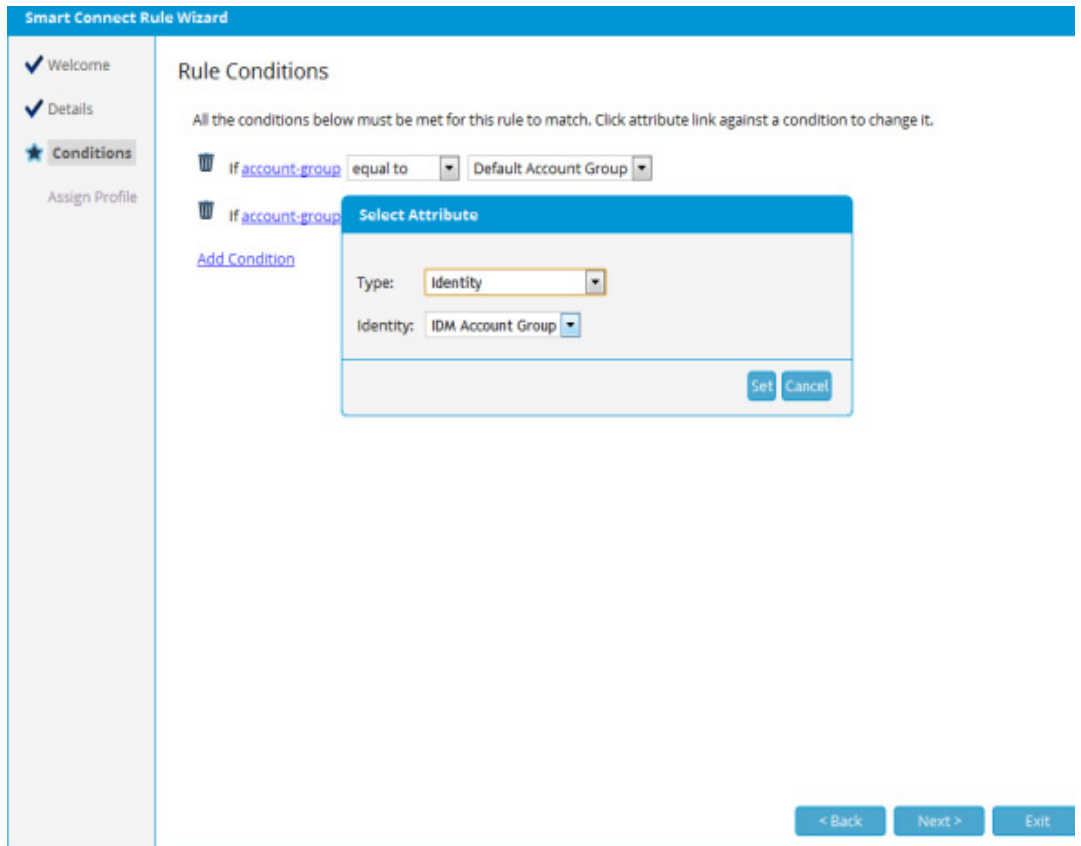 Smart Connect Rule Wizard
Welcome
Details
Conditions
Assign Profile
Rule Conditions
All the conditions below must be met for this rule to match. Click attribute link against a condition to change it.
If account-group equal to Default Account Group
If account-group
Add Condition
Select Attribute
Type: Identity
Identity: IDM Account Group
Set Cancel
< Back Next > Exit